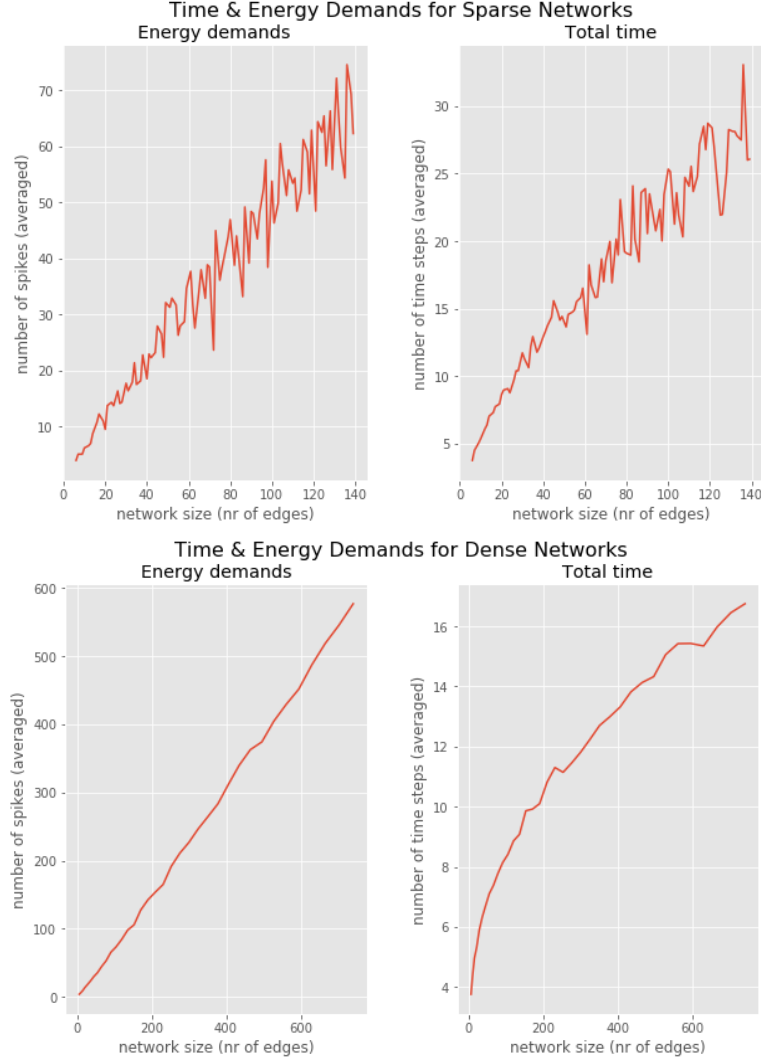 Time & Energy Demands for Sparse Networks
Energy demands
Total time
70
60
50
40
30
20
10
number of spikes (averaged)
0 20 40 60 80 100 120 140
network size (nr of edges)
30
25
20
15
10
5
number of time steps (averaged)
0 20 40 60 80 100 120 140
network size (nr of edges)
Time & Energy Demands for Dense Networks
Energy demands
Total time
600
500
400
300
200
100
0
number of spikes (averaged)
0 200 400 600
network size (nr of edges)
16
14
12
10
8
6
4
number of time steps (averaged)
0 200 400 600
network size (nr of edges)